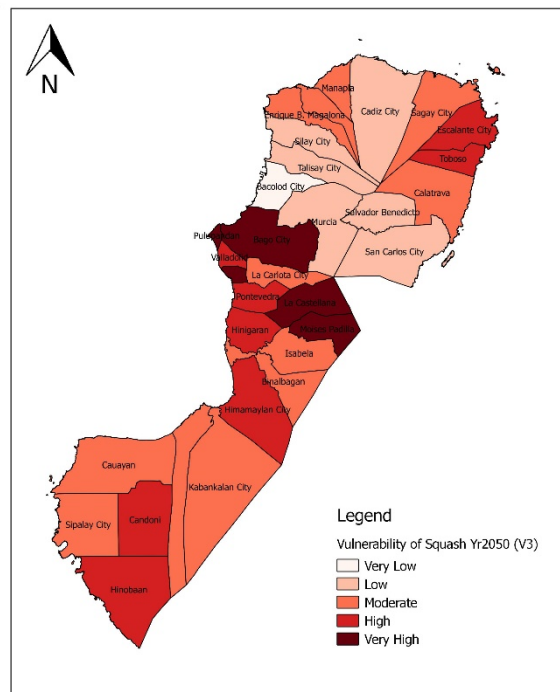 N
Manapla
Cadiz City
Sagay City
Enrique B. Magalona
Escalante City
Silay City
Toboso
Talisay City
Bacolod City
Calatrava
Salvador Benedicto
Murcia
Pulupandan
Bago City
San Carlos City
Valladolid
La Carlota City
Pontevedra
La Castellana
Hinigaran
Moises Padilla
Isabela
Binalbagan
Himamaylan City
Cauayan
Kabankalan City
Sipalay City
Candoni
Hinobaan
Legend
Vulnerability of Squash Yr2050 (V3)
Very Low
Low
Moderate
High
Very High